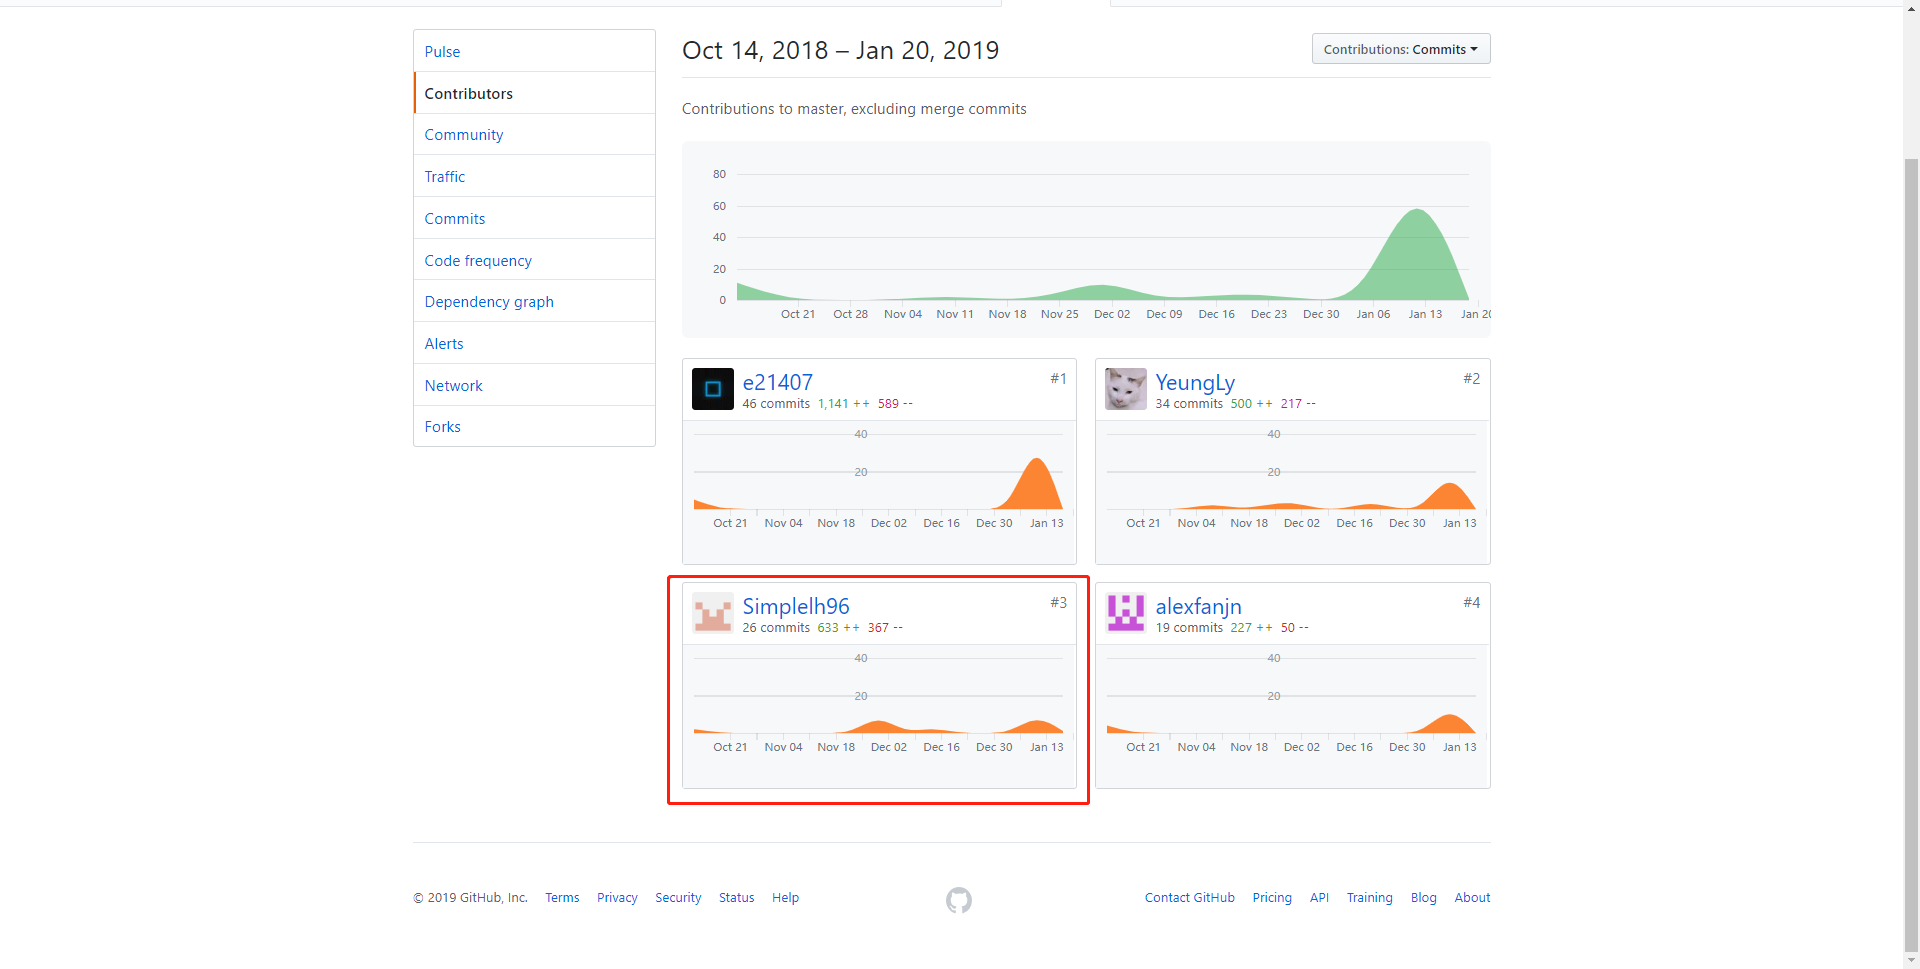 Pulse
Contributors
Community
Traffic
Commits
Code frequency
Dependency graph
Alerts
Network
Forks
Oct 14, 2018 – Jan 20, 2019
Contributions: Commits
Contributions to master, excluding merge commits
80
60
40
20
0
Oct 21 Oct 28 Nov 04 Nov 11 Nov 18 Nov 25 Dec 02 Dec 09 Dec 16 Dec 23 Dec 30 Jan 06 Jan 13 Jan 20
e21407 #1
46 commits 1,141 ++ 589 --
40
20
Oct 21 Nov 04 Nov 18 Dec 02 Dec 16 Dec 30 Jan 13
YeungLy #2
34 commits 500 ++ 217 --
40
20
Oct 21 Nov 04 Nov 18 Dec 02 Dec 16 Dec 30 Jan 13
Simplelh96 #3
26 commits 633 ++ 367 --
40
20
Oct 21 Nov 04 Nov 18 Dec 02 Dec 16 Dec 30 Jan 13
alexfanjn #4
19 commits 227 ++ 50 --
40
20
Oct 21 Nov 04 Nov 18 Dec 02 Dec 16 Dec 30 Jan 13
© 2019 GitHub, Inc. Terms Privacy Security Status Help Contact GitHub Pricing API Training Blog About